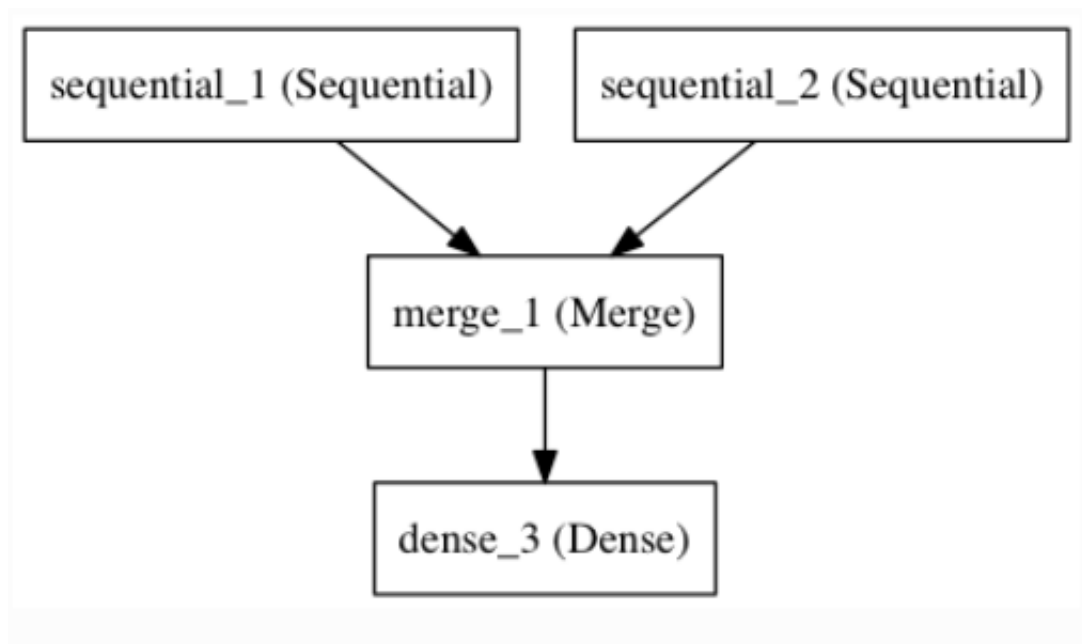 sequential_1 (Sequential)
sequential_2 (Sequential)
merge_1 (Merge)
dense_3 (Dense)